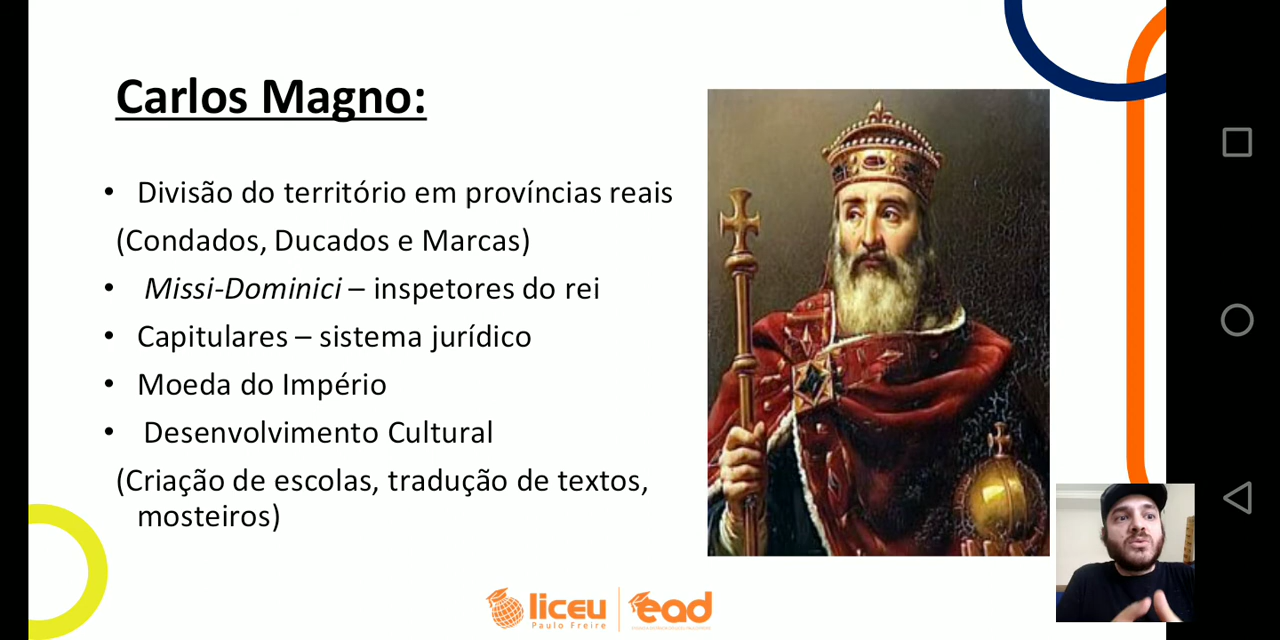 Carlos Magno:
• Divisão do território em províncias reais
(Condados, Ducados e Marcas)
• Missi-Dominici – inspetores do rei
• Capitulares – sistema jurídico
• Moeda do Império
• Desenvolvimento Cultural
(Criação de escolas, tradução de textos,
mosteiros)
liceu
Paulo Freire
ead